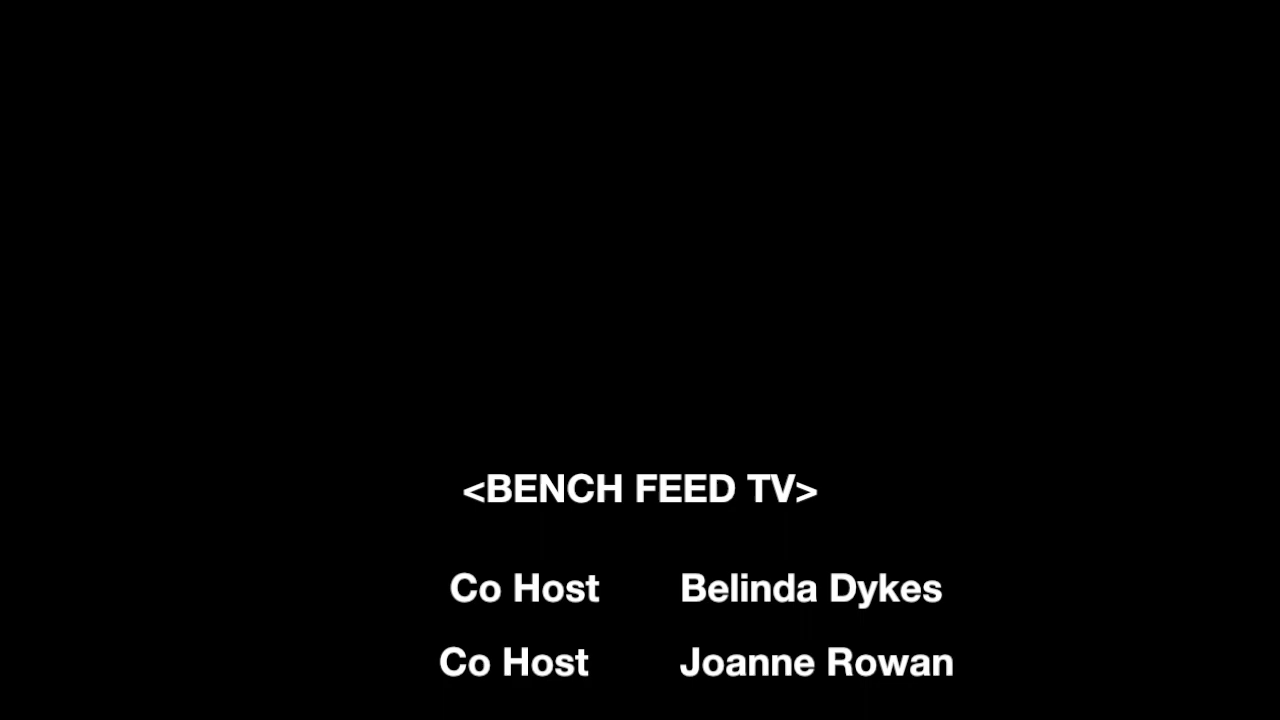 <BENCH FEED TV>
Co Host Belinda Dykes
Co Host Joanne Rowan